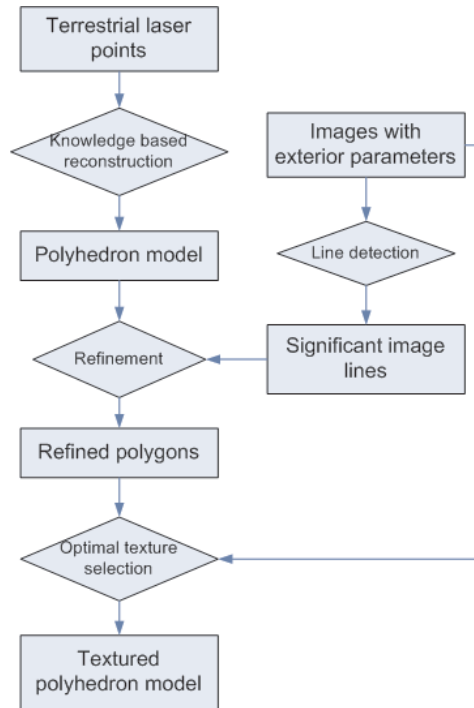 Terrestrial laser
points
Knowledge based
reconstruction
Images with
exterior parameters
Polyhedron model
Line detection
Refinement
Significant image
lines
Refined polygons
Optimal texture
selection
Textured
polyhedron model